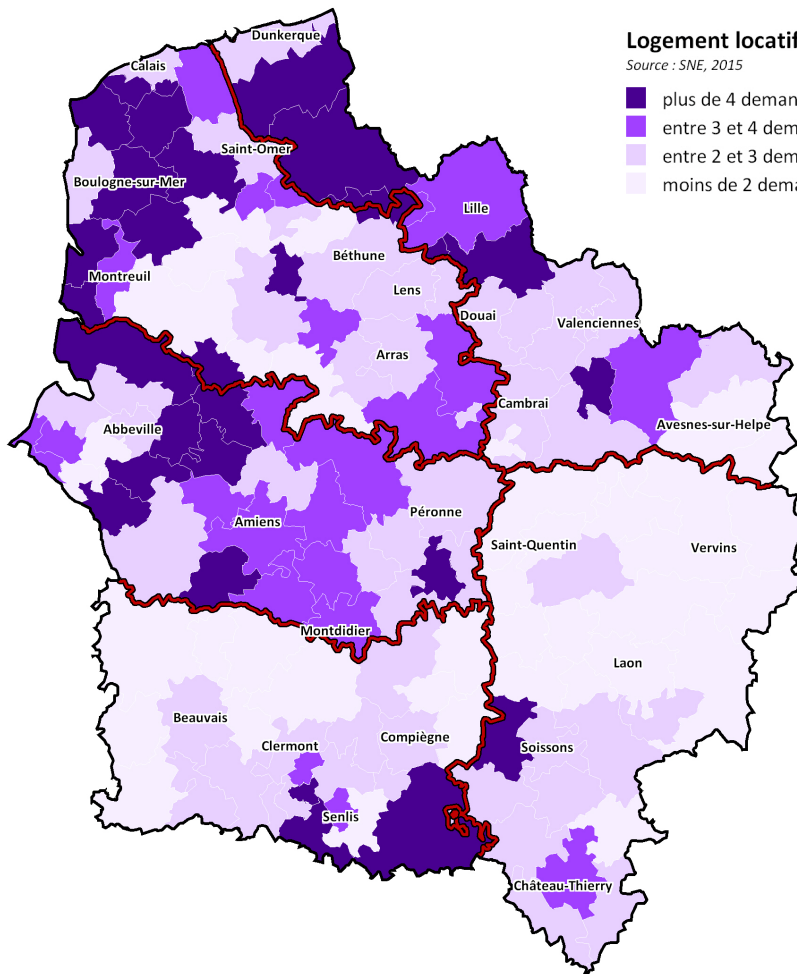 Logement locatif
Source : SNE, 2015
plus de 4
entre 3 et 4
entre 2 et 3
moins de 2
Dunkerque
Calais
Saint-Omer
Boulogne-sur-Mer
Lille
Béthune
Montreuil
Lens
Douai
Valenciennes
Arras
Cambrai
Abbeville
Avesnes-sur-Helpe
Péronne
Amiens
Saint-Quentin
Vervins
Montdidier
Laon
Beauvais
Clermont
Compiègne
Soissons
Senlis
Château-Thierry